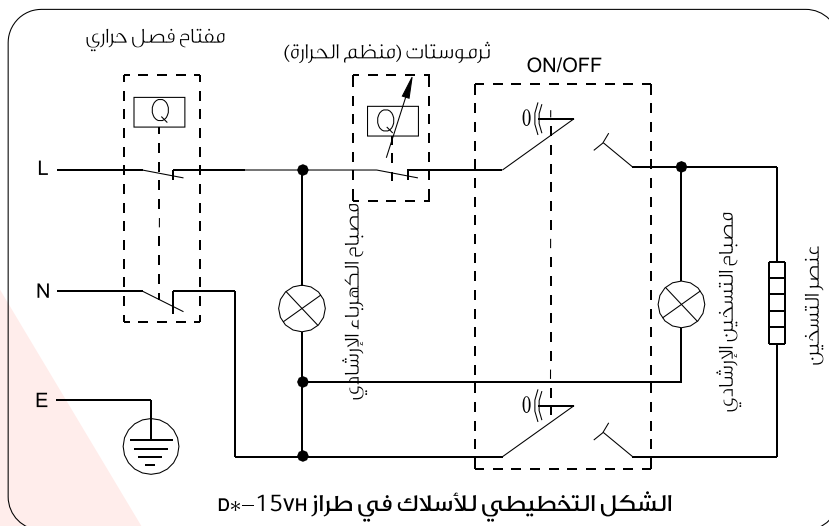 مفتاح فصل حراري
ثرموستات (منظم الحرارة)
ON/OFF
Q
Q
0
L
مصباح الكهرباء الإرشادي
مصباح التسخين الإرشادي
عنصر التسخين
N
E
0
الشكل التخطيطي للأسلاك في طراز D*-15VH